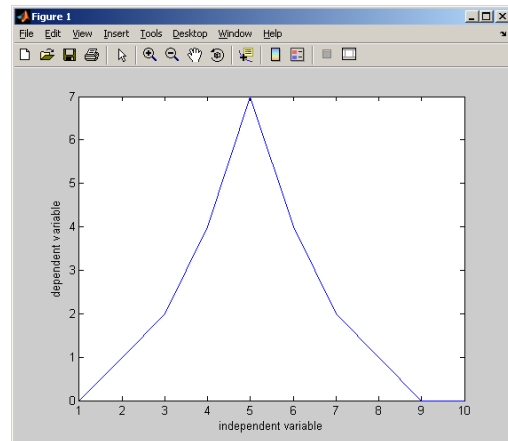 Figure 1
File Edit View Insert Tools Desktop Window Help
7
6
5
4
3
2
1
0
dependent variable
1 2 3 4 5 6 7 8 9 10
independent variable